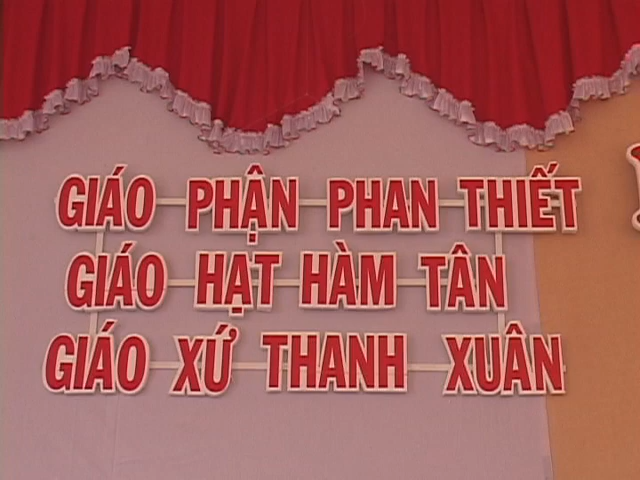 GIÁO PHẬN PHAN THIẾT
GIÁO HẠT HÀM TÂN
GIÁO XỨ THANH XUÂN